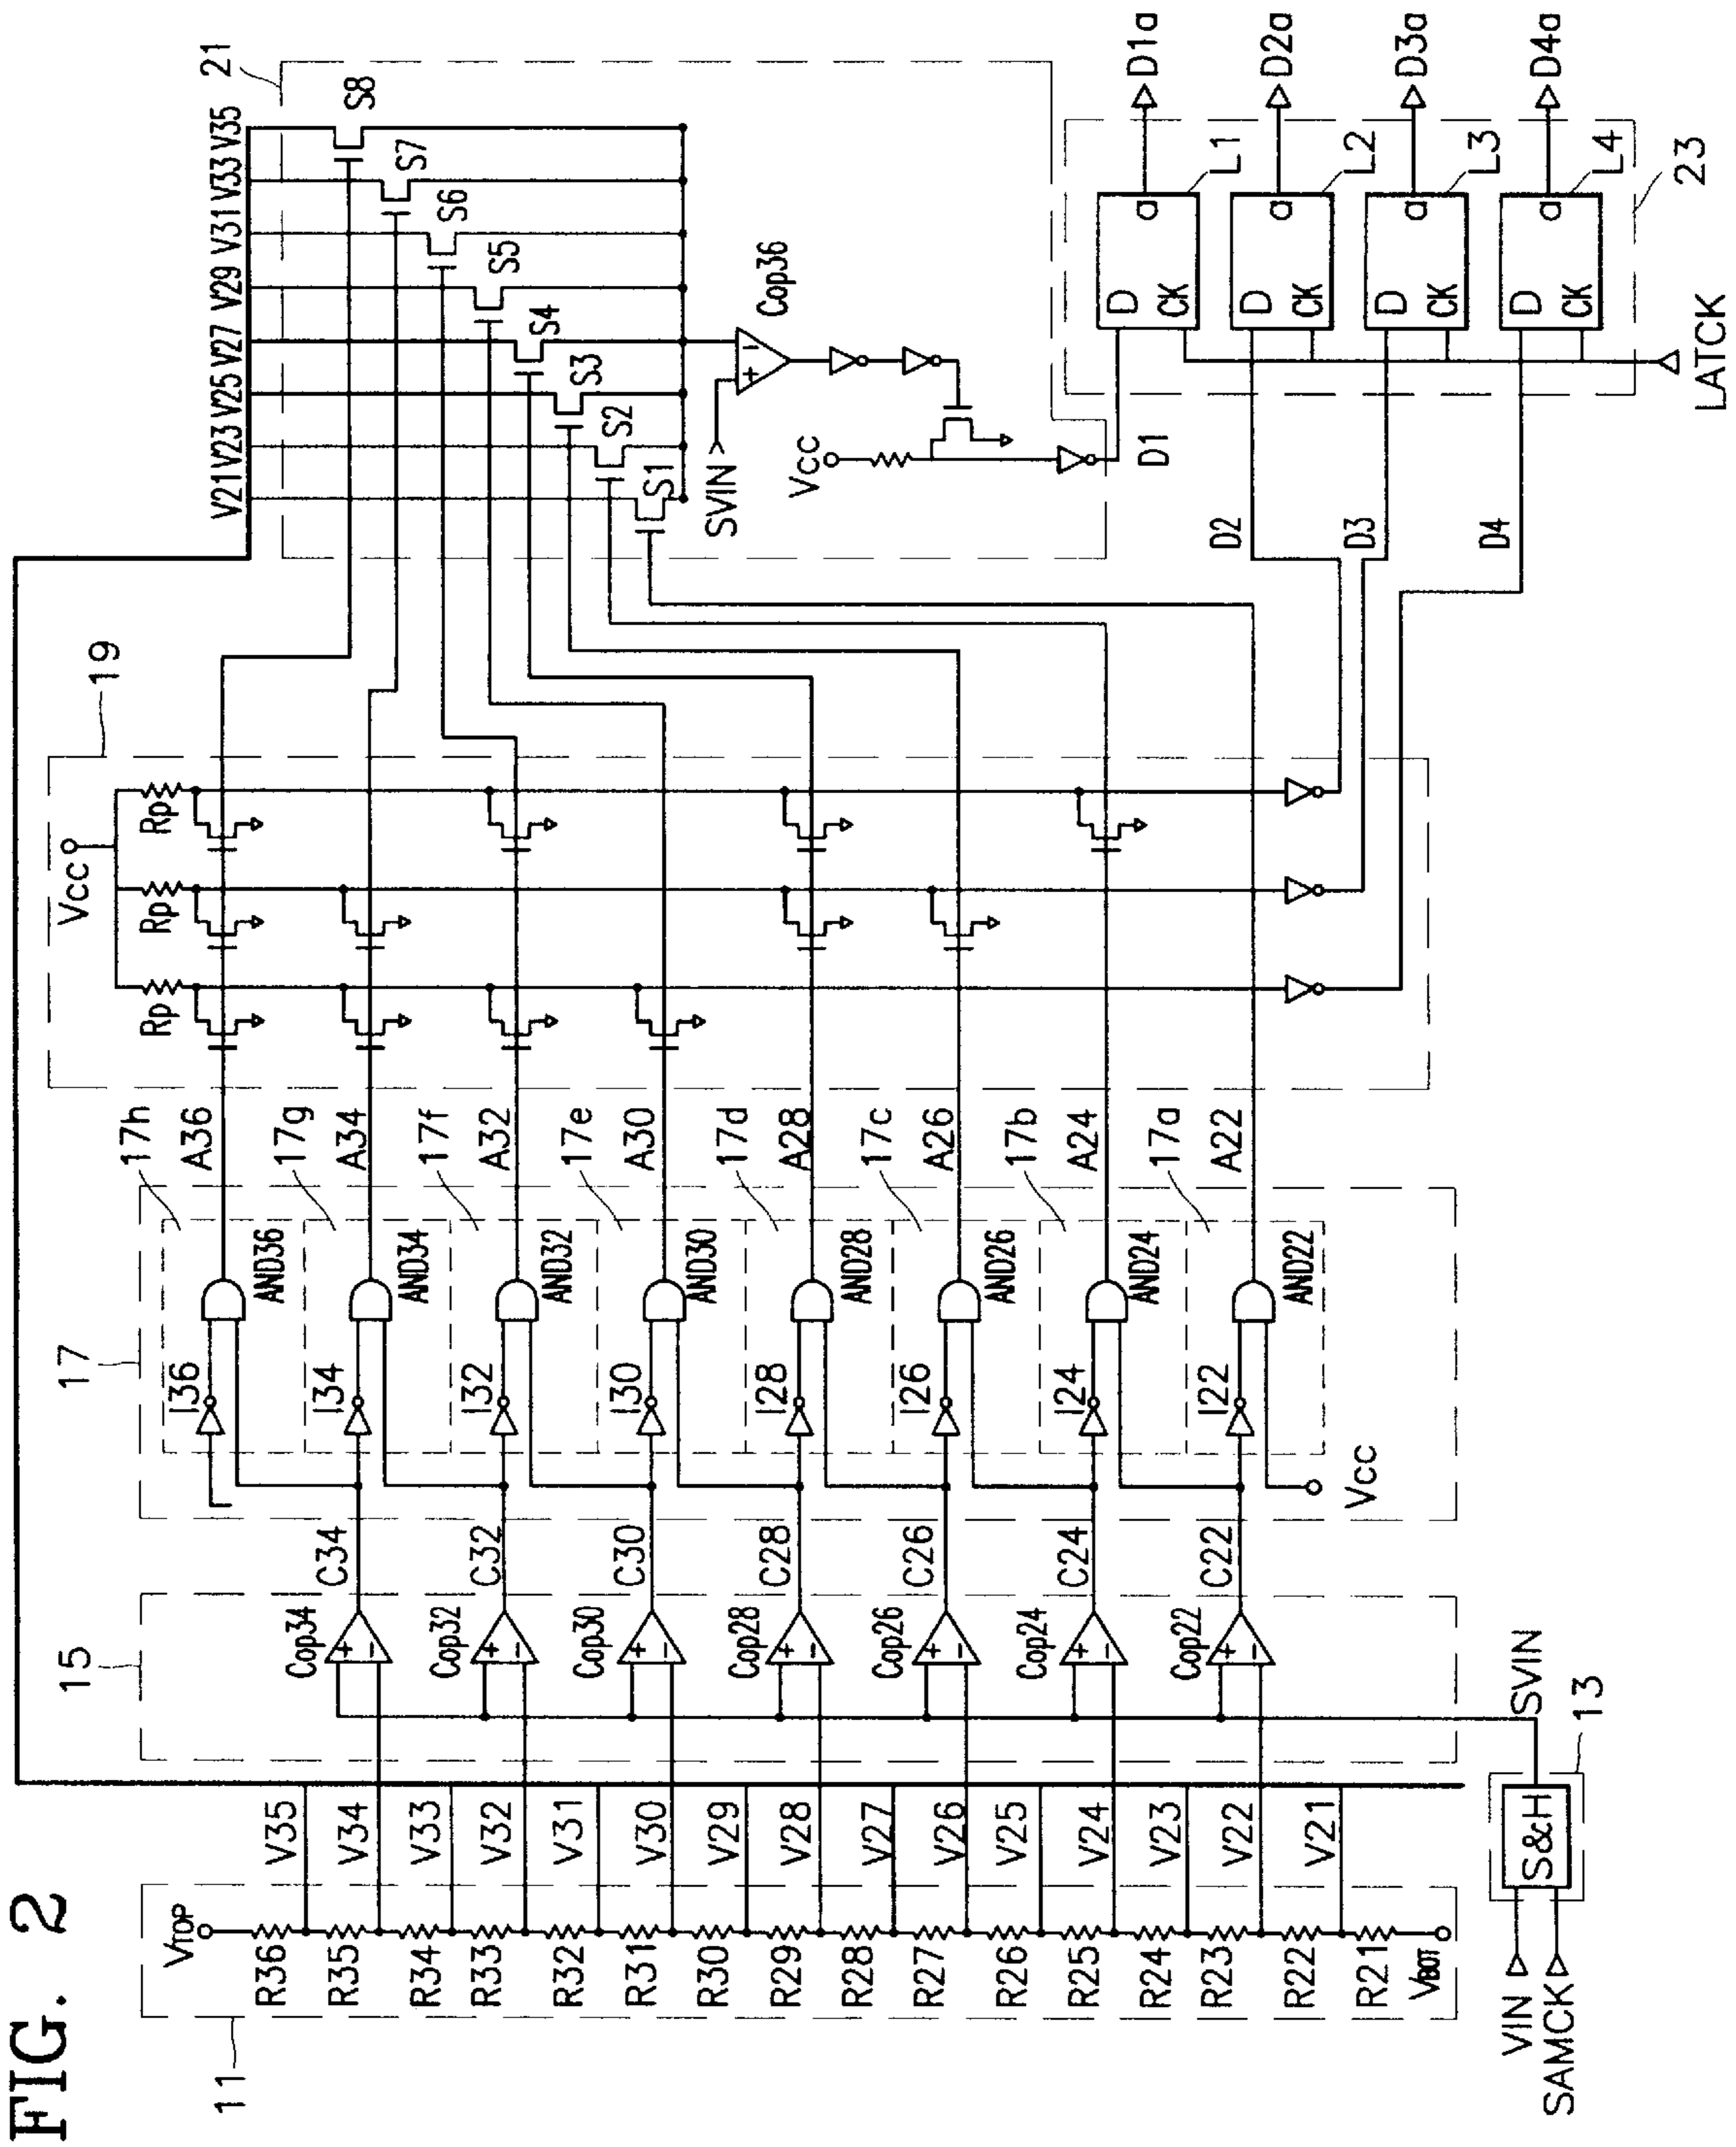 FIG. 2
11
VTOP
R36
R35
R34
R33
R32
R31
R30
R29
R28
R27
R26
R25
R24
R23
R22
R21
VBOT
V35
V34
V33
V32
V31
V30
V29
V28
V27
V26
V25
V24
V23
V22
V21
VIN
SAMCK
S&H
13
SVIN
15
Cop34
Cop32
Cop30
Cop28
Cop26
Cop24
Cop22
+ −
+ −
+ −
+ −
+ −
+ −
+ −
C34
C32
C30
C28
C26
C24
C22
17
I36
I34
I32
I30
I28
I26
I24
I22
Vcc
AND36
AND34
AND32
AND30
AND28
AND26
AND24
AND22
17h
17g
17f
17e
17d
17c
17b
17a
A36
A34
A32
A30
A28
A26
A24
A22
19
Vcc
Rp
Rp
Rp
21
V21 V23 V25 V27 V29 V31 V33 V35
S8
S7
S6
S5
S4
S3
S2
S1
SVIN
+ −
Cop36
Vcc
D1
D2
D3
D4
D CK Q
D CK Q
D CK Q
D CK Q
L1
L2
L3
L4
23
LATCK
D1a
D2a
D3a
D4a